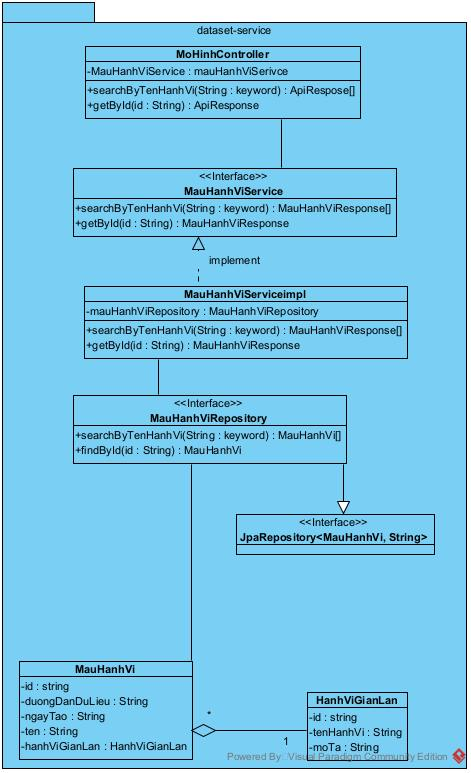 dataset-service
MoHinhController
-MauHanhViService : mauHanhViSerivce
+searchByTenHanhVi(String : keyword) : ApiRespose[]
+getById(id : String) : ApiResponse
<<Interface>>
MauHanhViService
+searchByTenHanhVi(String : keyword) : MauHanhViResponse[]
+getById(id : String) : MauHanhViResponse
implement
MauHanhViServiceimpl
-mauHanhViRepository : MauHanhViRepository
+searchByTenHanhVi(String : keyword) : MauHanhViResponse[]
+getById(id : String) : MauHanhViResponse
<<Interface>>
MauHanhViRepository
+searchByTenHanhVi(String : keyword) : MauHanhVi[]
+findById(id : String) : MauHanhVi
<<Interface>>
JpaRepository<MauHanhVi, String>
MauHanhVi
-id : string
-duongDanDuLieu : String
-ngayTao : String
-ten : String
-hanhViGianLan : HanhViGianLan
*
1
HanhViGianLan
-id : string
-tenHanhVi : String
-moTa : String
Powered By: Visual Paradigm Community Edition